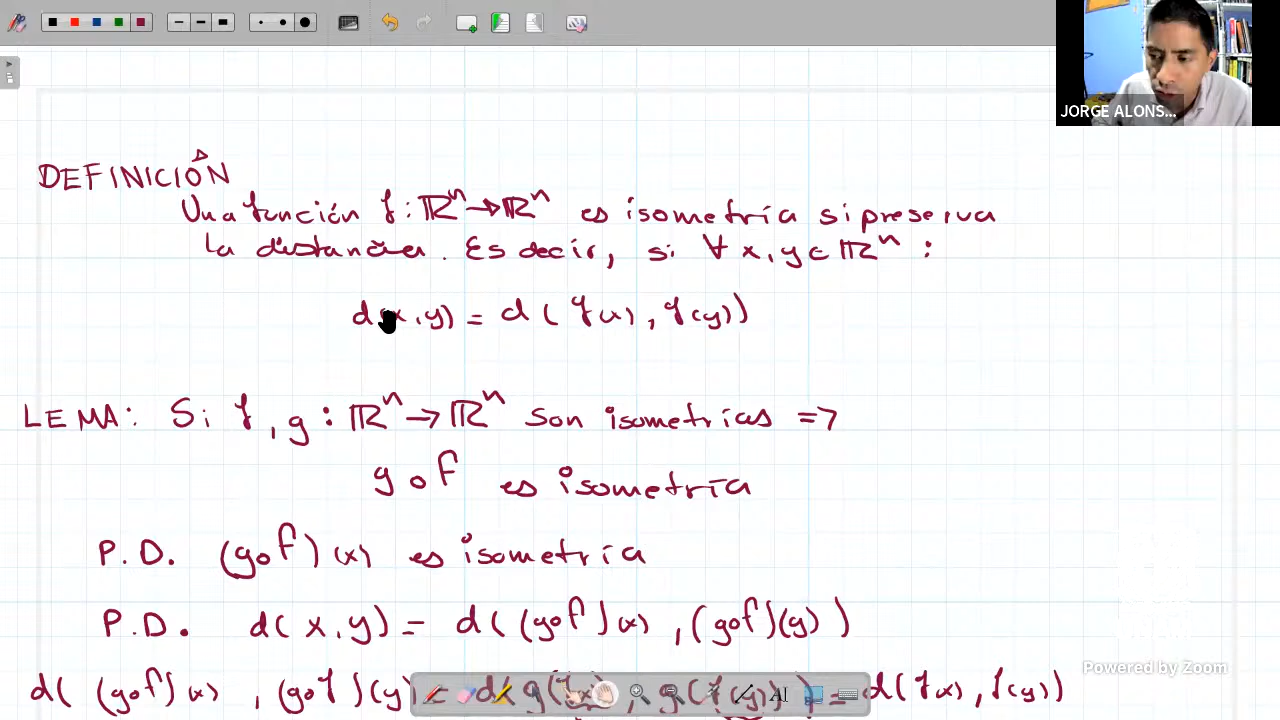 JORGE ALONS...
DEFINICIÓN
Una función f: ℝⁿ → ℝⁿ es isometría si preserva
la distancia. Es decir, si ∀ x, y ∈ ℝⁿ :
d(x, y) = d( f(x), f(y))
LEMA: Si f, g : ℝⁿ → ℝⁿ son isometrías =>
g o f es isometría
P.D. (g o f)(x) es isometría
P.D. d( x, y) = d( (g o f)(x), (g o f)(y) )
Powered by Zoom
d( (g o f)(x), (g o f)(y) = d( g(f(x)), g(f(y)) ) = d( f(x), f(y))